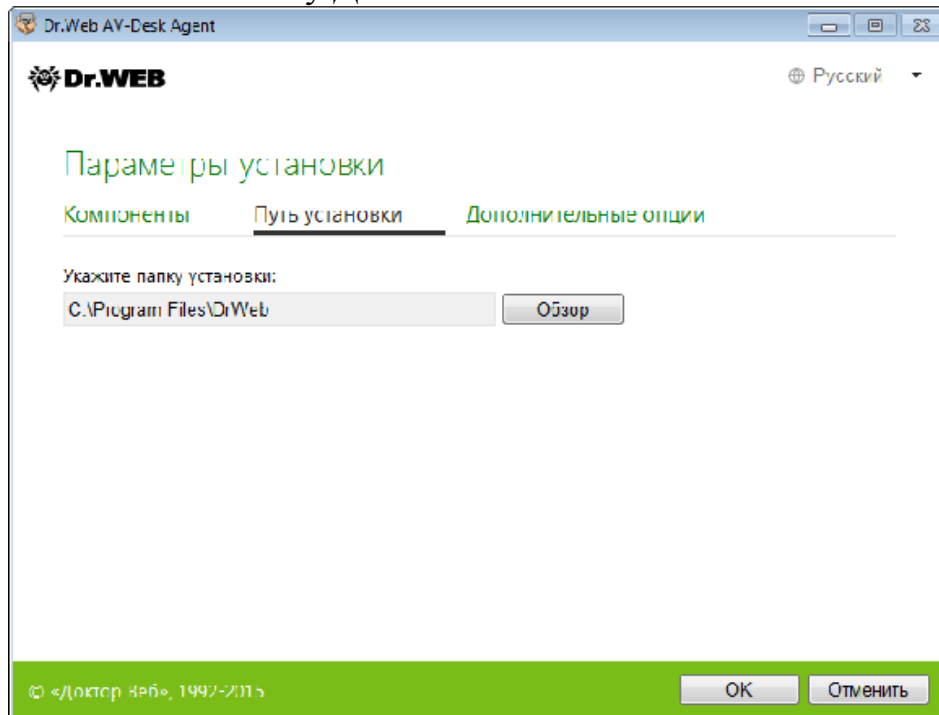 Dr.Web AV-Desk Agent
Dr.WEB
Русский
Параметры установки
Компоненты Путь установки Дополнительные опции
Укажите папку установки:
C:\Program Files\DrWeb
Обзор
© «Доктор Веб», 1992-2015
OK Отменить